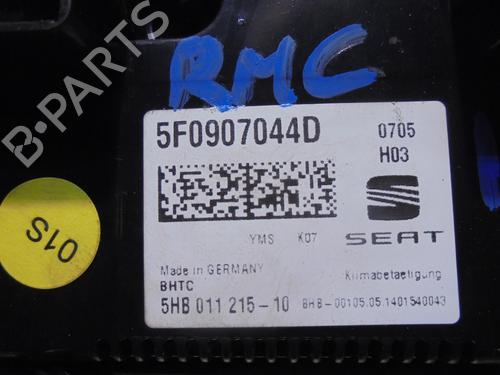 B-PARTS
RMC
5F0907044D
0705
H03
YMS K07
SEAT
Made in GERMANY
Klimabetaetigung
BHTC
5HB 011 215-10
BHB-00105.05.1401540043
01S